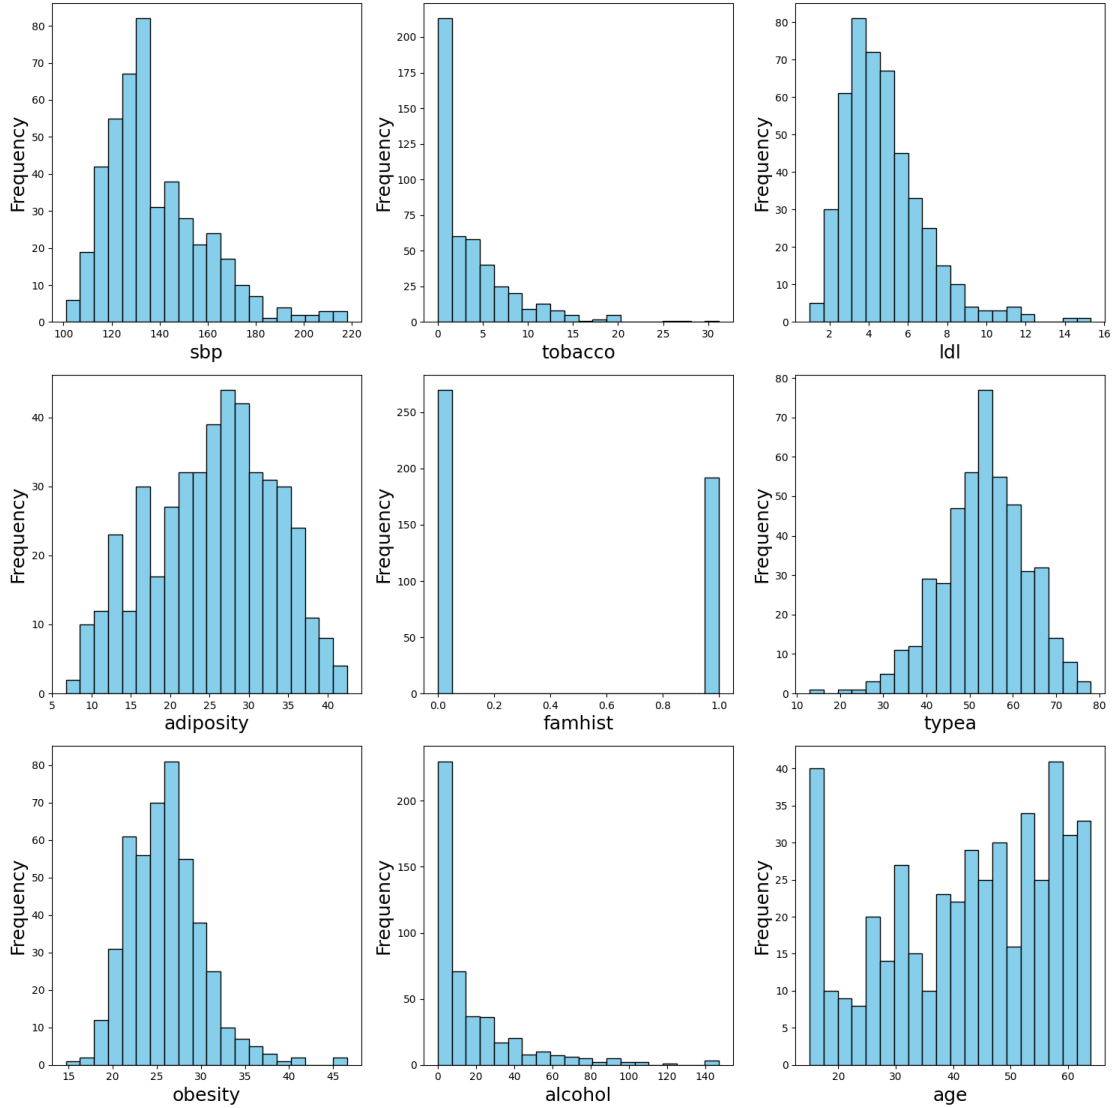 80
70
60
50
40
30
20
10
0
Frequency
100 120 140 160 180 200 220
sbp
200
175
150
125
100
75
50
25
0
Frequency
0 5 10 15 20 25 30
tobacco
80
70
60
50
40
30
20
10
0
Frequency
2 4 6 8 10 12 14 16
ldl
40
30
20
10
0
Frequency
5 10 15 20 25 30 35 40
adiposity
250
200
150
100
50
0
Frequency
0.0 0.2 0.4 0.6 0.8 1.0
famhist
80
70
60
50
40
30
20
10
0
Frequency
10 20 30 40 50 60 70 80
typea
80
70
60
50
40
30
20
10
0
Frequency
15 20 25 30 35 40 45
obesity
200
150
100
50
0
Frequency
0 20 40 60 80 100 120 140
alcohol
40
35
30
25
20
15
10
5
0
Frequency
20 30 40 50 60
age